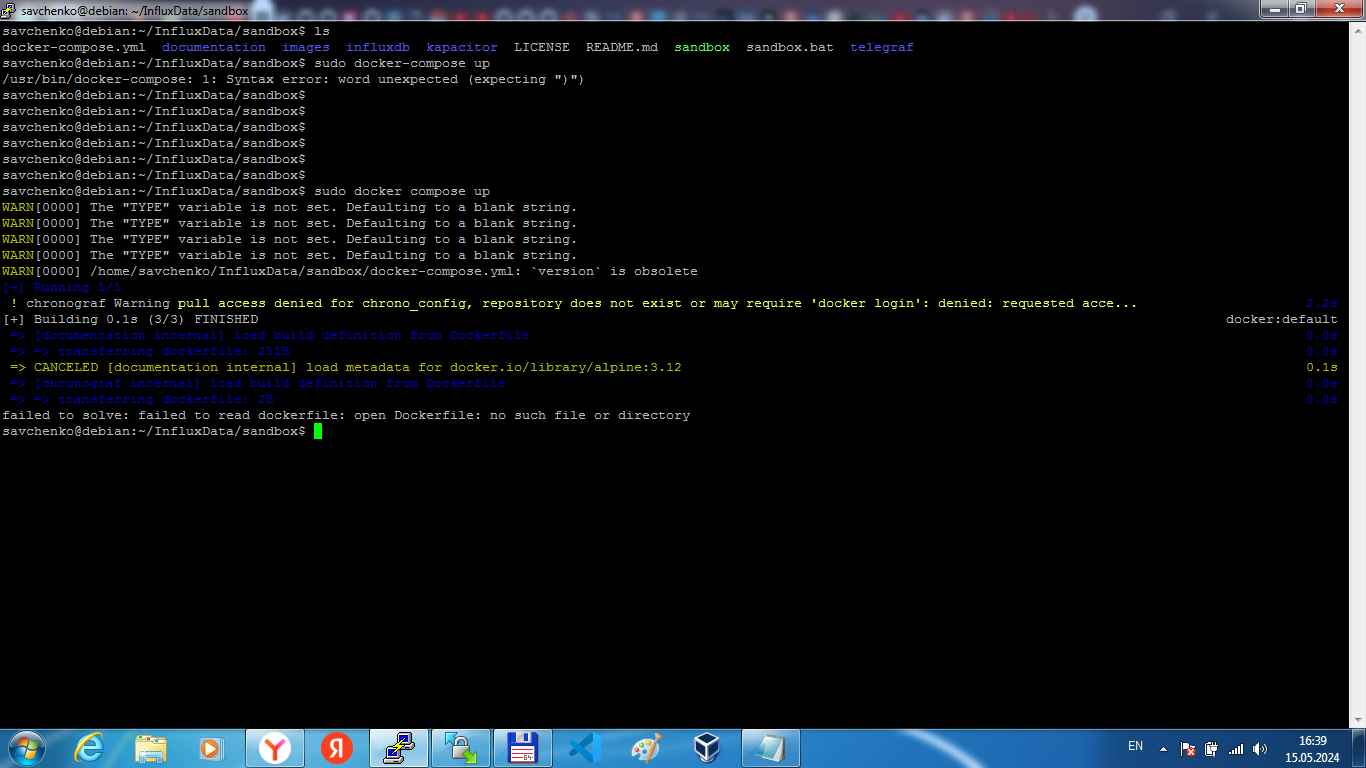 savchenko@debian: ~/InfluxData/sandbox
savchenko@debian:~/InfluxData/sandbox$ ls
docker-compose.yml documentation images influxdb kapacitor LICENSE README.md sandbox sandbox.bat telegraf
savchenko@debian:~/InfluxData/sandbox$ sudo docker-compose up
/usr/bin/docker-compose: 1: Syntax error: word unexpected (expecting ")")
savchenko@debian:~/InfluxData/sandbox$
savchenko@debian:~/InfluxData/sandbox$
savchenko@debian:~/InfluxData/sandbox$
savchenko@debian:~/InfluxData/sandbox$
savchenko@debian:~/InfluxData/sandbox$
savchenko@debian:~/InfluxData/sandbox$
savchenko@debian:~/InfluxData/sandbox$ sudo docker compose up
WARN[0000] The "TYPE" variable is not set. Defaulting to a blank string.
WARN[0000] The "TYPE" variable is not set. Defaulting to a blank string.
WARN[0000] The "TYPE" variable is not set. Defaulting to a blank string.
WARN[0000] The "TYPE" variable is not set. Defaulting to a blank string.
WARN[0000] /home/savchenko/InfluxData/sandbox/docker-compose.yml: `version` is obsolete
[+] Running 1/1
! chronograf Warning pull access denied for chrono_config, repository does not exist or may require 'docker login': denied: requested acce... 2.2s
[+] Building 0.1s (3/3) FINISHED docker:default
=> [documentation internal] load build definition from Dockerfile 0.0s
=> => transferring dockerfile: 251B 0.0s
=> CANCELED [documentation internal] load metadata for docker.io/library/alpine:3.12 0.1s
=> [chronograf internal] load build definition from Dockerfile 0.0s
=> => transferring dockerfile: 2B 0.0s
failed to solve: failed to read dockerfile: open Dockerfile: no such file or directory
savchenko@debian:~/InfluxData/sandbox$
Y
Я
64
EN
16:39
15.05.2024